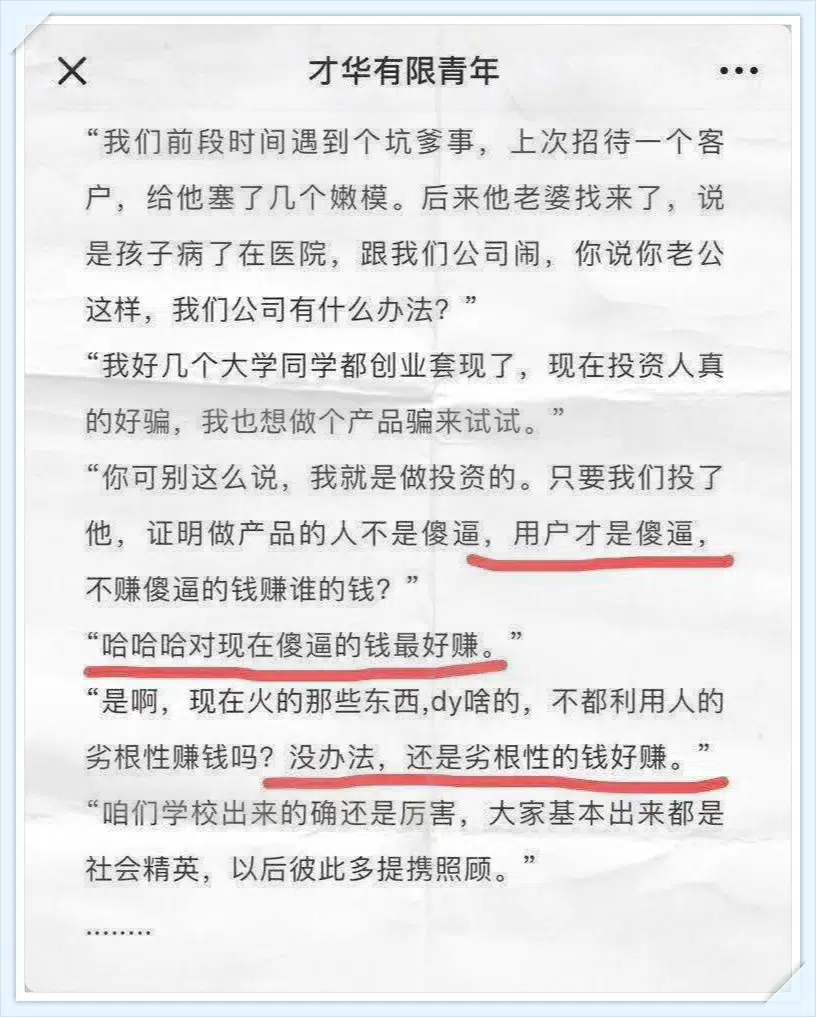 才华有限青年
“我们前段时间遇到个坑爹事，上次招待一个客
户，给他塞了几个嫩模。后来他老婆找来了，说
是孩子病了在医院，跟我们公司闹，你说你老公
这样，我们公司有什么办法？”
“我好几个大学同学都创业套现了，现在投资人真
的好骗，我也想做个产品骗来试试。”
“你可别这么说，我就是做投资的。只要我们投了
他，证明做产品的人不是傻逼，用户才是傻逼，
不赚傻逼的钱赚谁的钱？”
“哈哈哈对现在傻逼的钱最好赚。”
“是啊，现在火的那些东西,dy啥的，不都利用人的
劣根性赚钱吗？没办法，还是劣根性的钱好赚。”
“咱们学校出来的确还是厉害，大家基本出来都是
社会精英，以后彼此多提携照顾。”
········